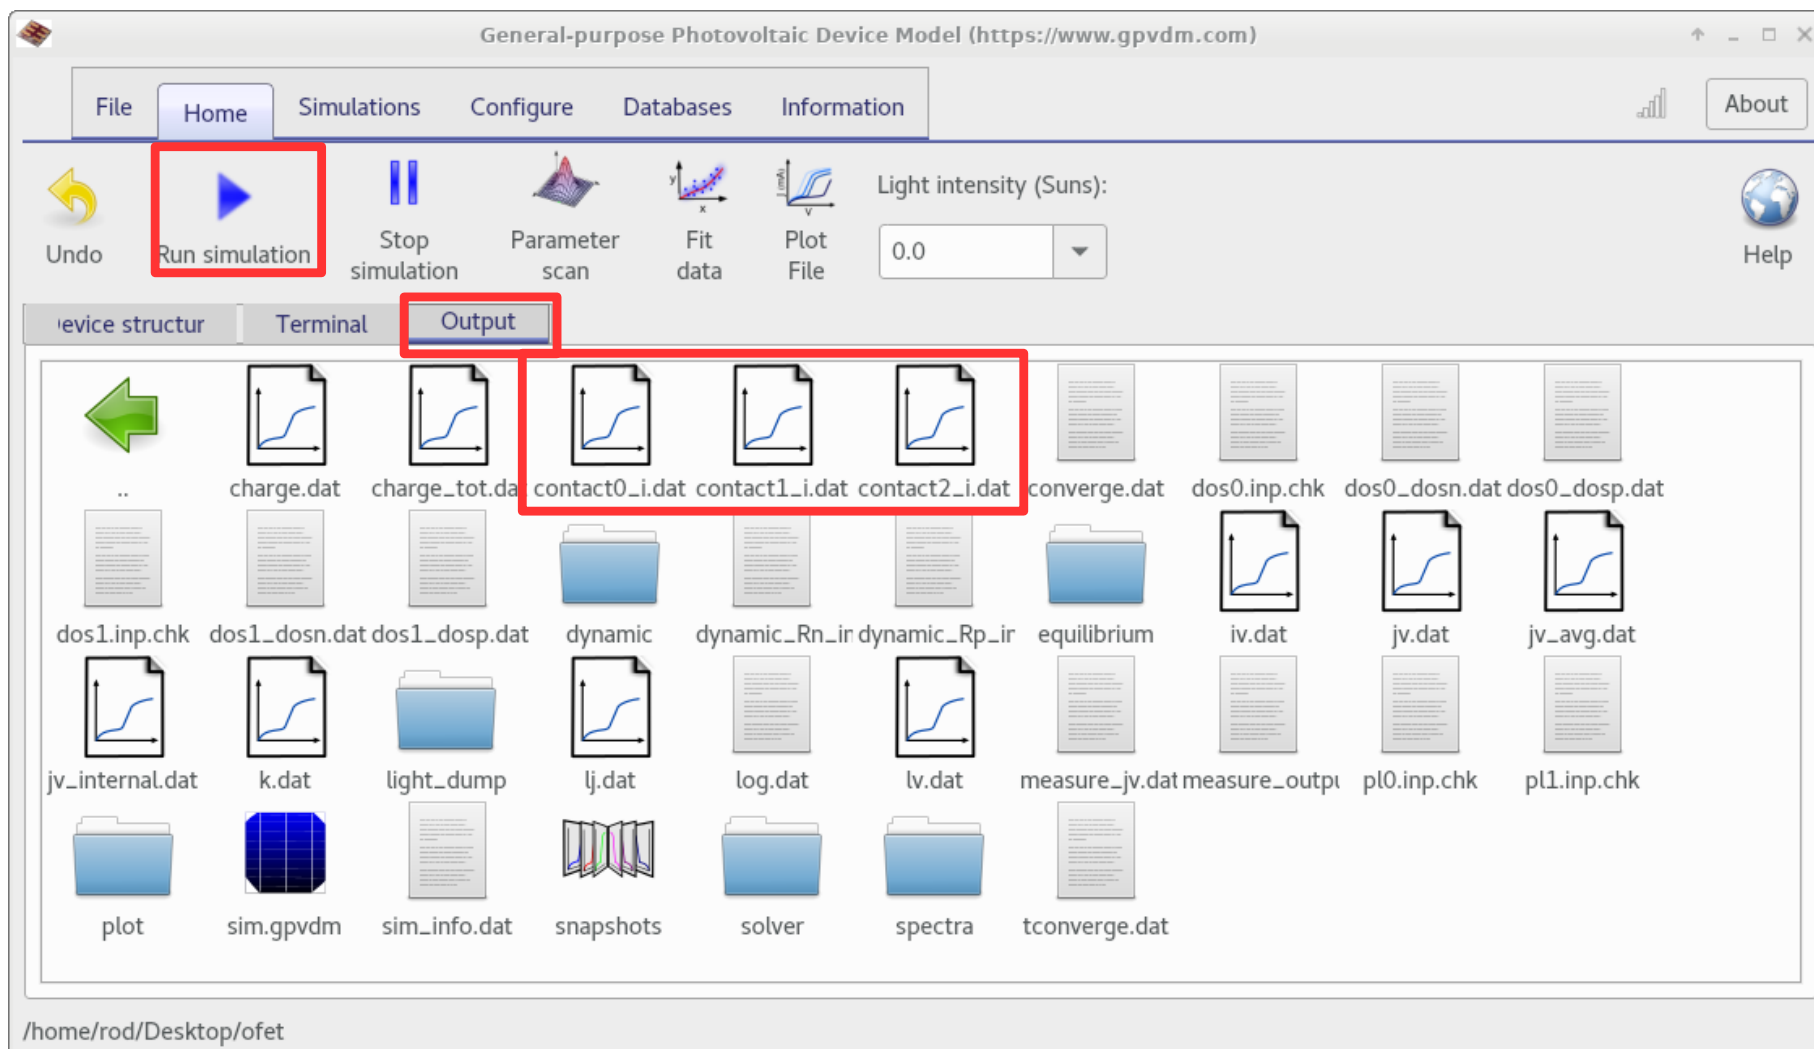 General-purpose Photovoltaic Device Model (https://www.gpvdm.com)
File Home Simulations Configure Databases Information About
Undo Run simulation Stop simulation Parameter scan Fit data Plot File Light intensity (Suns): 0.0 Help
evice structur Terminal Output
.. charge.dat charge_tot.da contact0_i.dat contact1_i.dat contact2_i.dat converge.dat dos0.inp.chk dos0_dosn.dat dos0_dosp.dat
dos1.inp.chk dos1_dosn.dat dos1_dosp.dat dynamic dynamic_Rn_ir dynamic_Rp_ir equilibrium iv.dat jv.dat jv_avg.dat
jv_internal.dat k.dat light_dump lj.dat log.dat lv.dat measure_jv.dat measure_outpu pl0.inp.chk pl1.inp.chk
plot sim.gpvdm sim_info.dat snapshots solver spectra tconverge.dat
/home/rod/Desktop/ofet